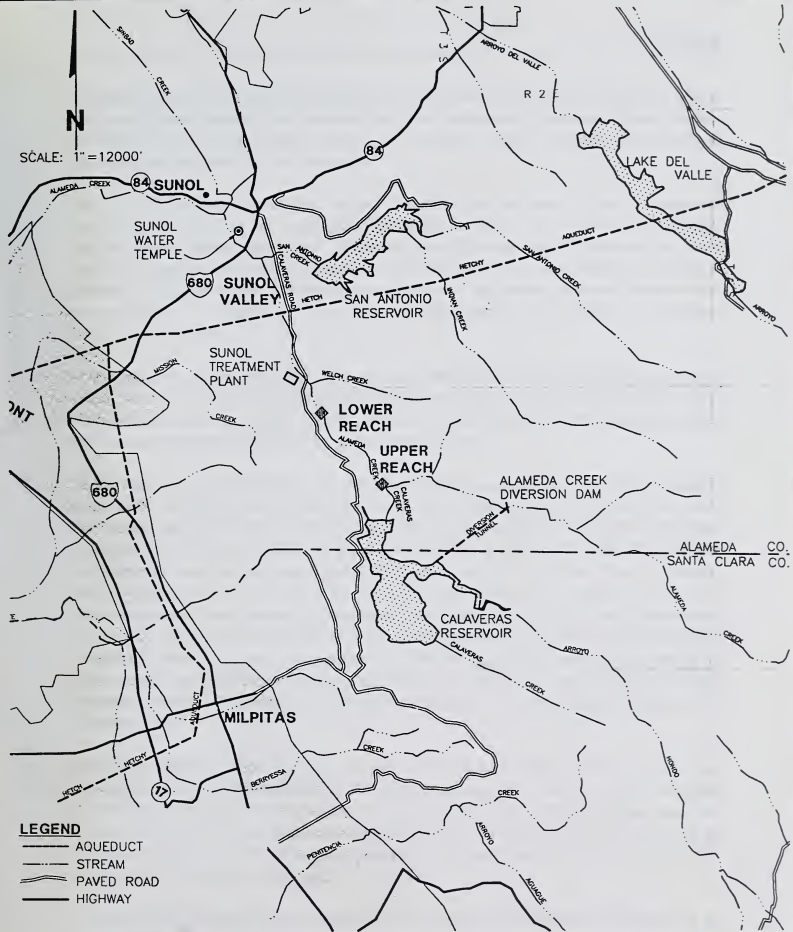 SINBAD
CREEK
T 3 S
ARROYO DEL VALLE
R 2 E
N
SCALE: 1"=12000'
84
LAKE DEL
VALLE
84
SUNOL
ALAMEDA CREEK
SUNOL
WATER
TEMPLE
SAN ANTONIO
CREEK
CALAVERAS ROAD
AQUEDUCT
HETCHY
HETCH
SAN ANTONIO CREEK
680
SUNOL
VALLEY
SAN ANTONIO
RESERVOIR
INDIAN CREEK
ARROYO
SUNOL
TREATMENT
PLANT
MISSION
CREEK
WELCH CREEK
ONT
LOWER
REACH
ALAMEDA
CREEK
UPPER
REACH
CALAVERAS
CREEK
ALAMEDA CREEK
DIVERSION DAM
680
DIVERSION
TUNNEL
ALAMEDA CO.
SANTA CLARA CO.
ALAMEDA
CREEK
CALAVERAS
RESERVOIR
ARROYO
CALAVERAS
CREEK
HONDO
AQUEDUCT
MILPITAS
HETCHY
HETCH
17
BERRYESSA
CREEK
CREEK
PENITENCIA
ARROYO
AGUAGUE
LEGEND
AQUEDUCT
STREAM
PAVED ROAD
HIGHWAY